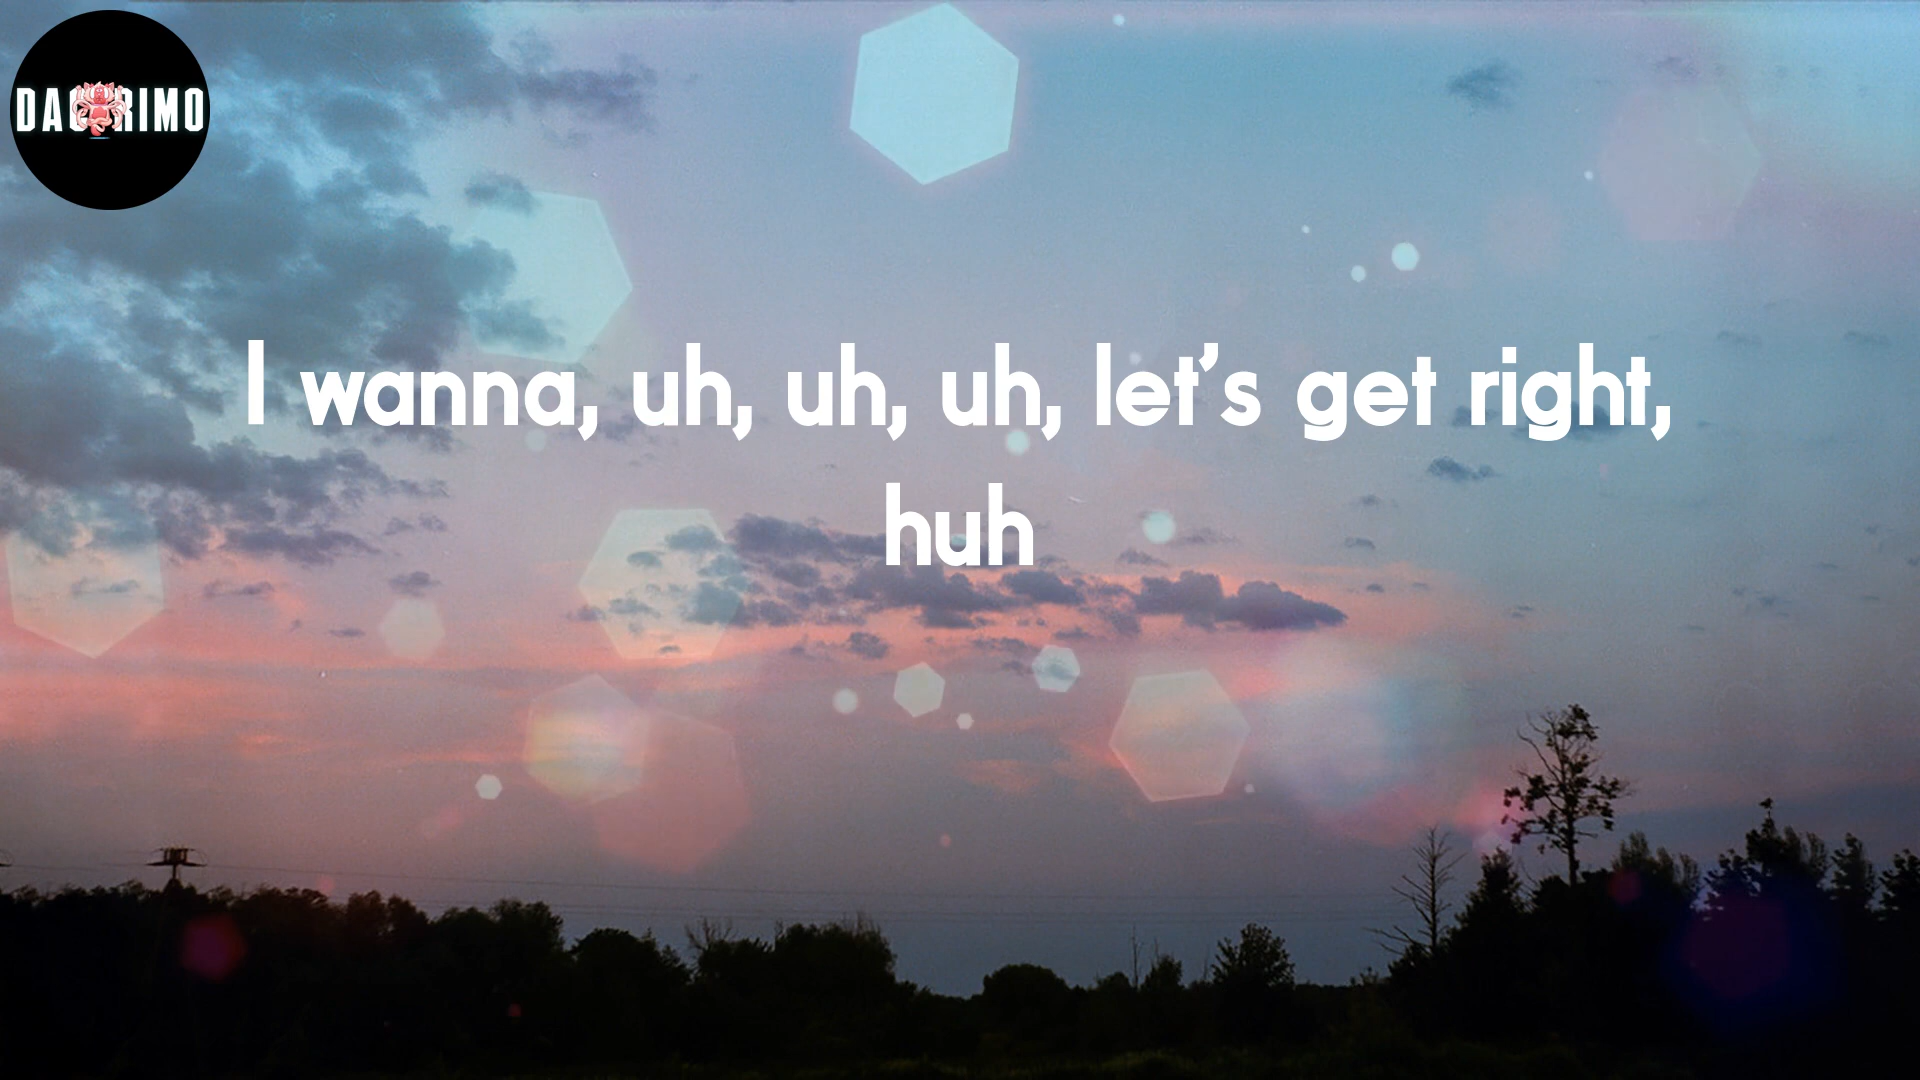 I wanna, uh, uh, uh, let's get right,
huh